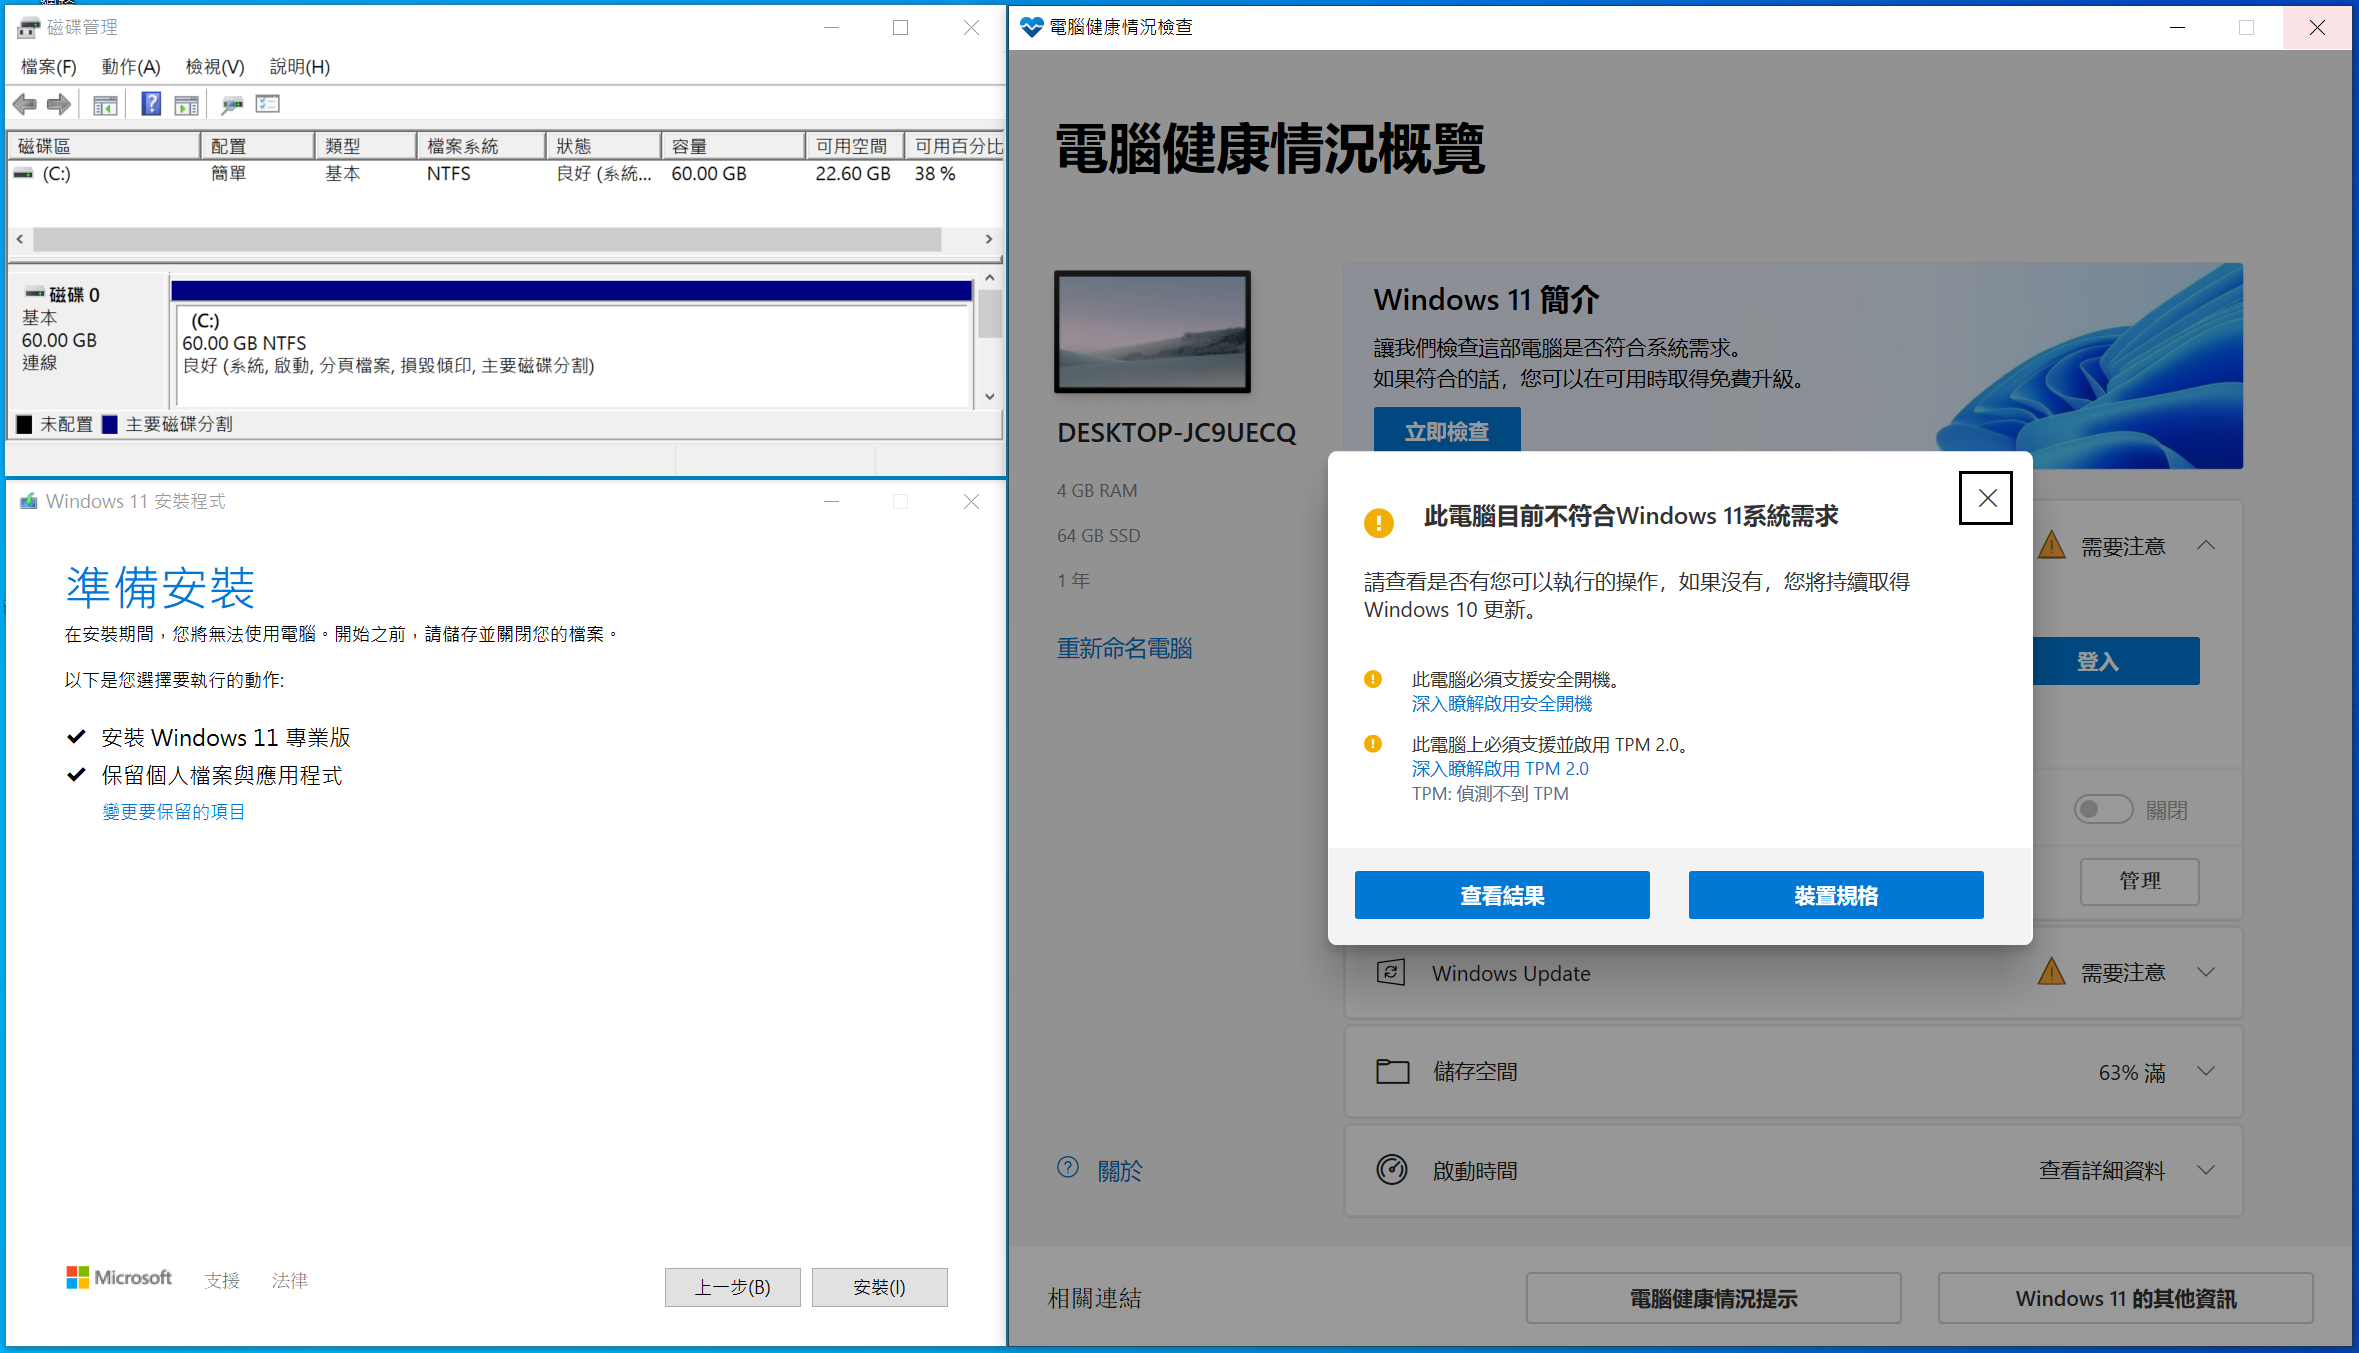 磁碟管理
檔案(F) 動作(A) 檢視(V) 說明(H)
磁碟區 配置 類型 檔案系統 狀態 容量 可用空間 可用百分比
(C:) 簡單 基本 NTFS 良好 (系統... 60.00 GB 22.60 GB 38 %
磁碟 0
基本
60.00 GB
連線
(C:)
60.00 GB NTFS
良好 (系統, 啟動, 分頁檔案, 損毀傾印, 主要磁碟分割)
未配置 主要磁碟分割
Windows 11 安裝程式
準備安裝
在安裝期間，您將無法使用電腦。開始之前，請儲存並關閉您的檔案。
以下是您選擇要執行的動作:
安裝 Windows 11 專業版
保留個人檔案與應用程式
變更要保留的項目
Microsoft 支援 法律
上一步(B) 安裝(I)
電腦健康情況檢查
電腦健康情況概覽
DESKTOP-JC9UECQ
4 GB RAM
64 GB SSD
1 年
重新命名電腦
關於
Windows 11 簡介
讓我們檢查這部電腦是否符合系統需求。
如果符合的話，您可以在可用時取得免費升級。
立即檢查
此電腦目前不符合Windows 11系統需求
請查看是否有您可以執行的操作，如果沒有，您將持續取得
Windows 10 更新。
此電腦必須支援安全開機。
深入瞭解啟用安全開機
此電腦上必須支援並啟用 TPM 2.0。
深入瞭解啟用 TPM 2.0
TPM: 偵測不到 TPM
查看結果 裝置規格
需要注意
登入
關閉
管理
Windows Update 需要注意
儲存空間 63% 滿
啟動時間 查看詳細資料
相關連結 電腦健康情況提示 Windows 11 的其他資訊